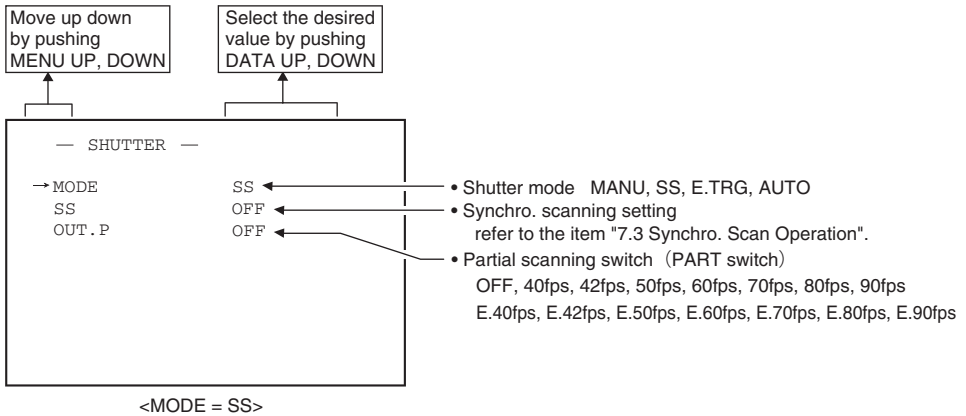 Move up down
by pushing
MENU UP, DOWN
Select the desired
value by pushing
DATA UP, DOWN
— SHUTTER —
→MODE SS
SS OFF
OUT.P OFF
• Shutter mode MANU, SS, E.TRG, AUTO
• Synchro. scanning setting
refer to the item "7.3 Synchro. Scan Operation".
• Partial scanning switch（PART switch）
OFF, 40fps, 42fps, 50fps, 60fps, 70fps, 80fps, 90fps
E.40fps, E.42fps, E.50fps, E.60fps, E.70fps, E.80fps, E.90fps
<MODE = SS>